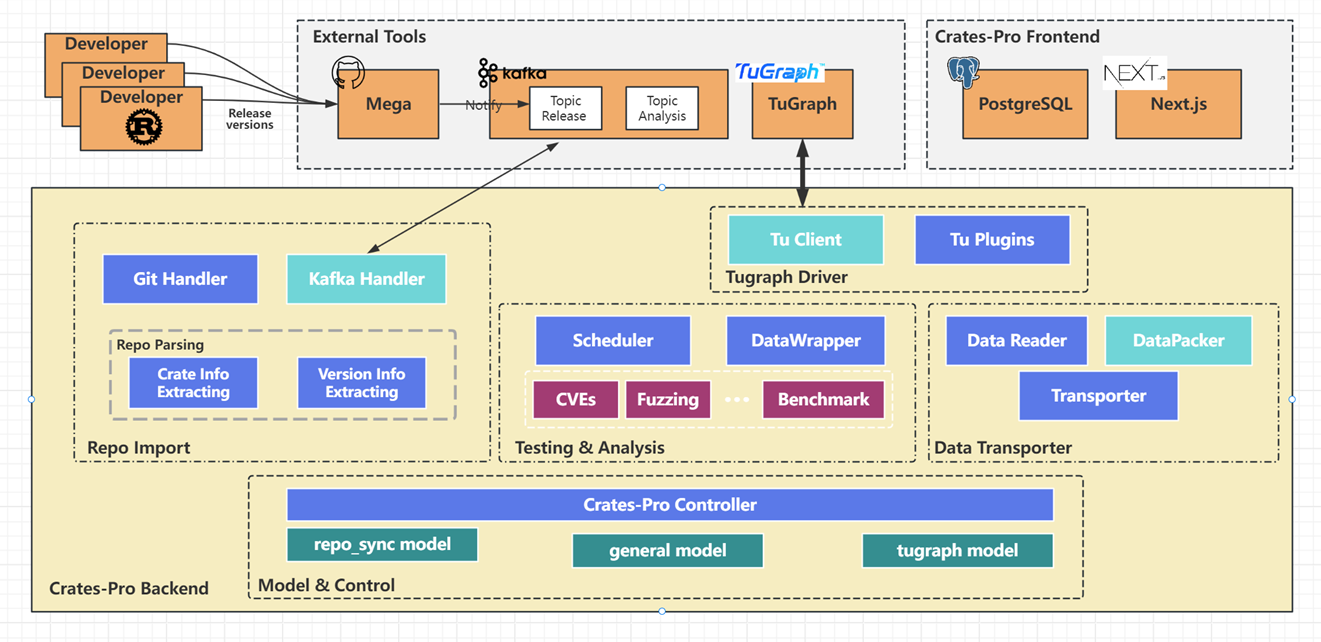 Developer
Developer
Developer
R
Release
versions
External Tools
Mega
Notify
kafka
Topic
Release
Topic
Analysis
TuGraph
TuGraph
Crates-Pro Frontend
PostgreSQL
NEXT.JS
Next.js
Git Handler
Kafka Handler
Repo Parsing
Crate Info
Extracting
Version Info
Extracting
Repo Import
Tu Client
Tu Plugins
Tugraph Driver
Scheduler
DataWrapper
CVEs
Fuzzing
...
Benchmark
Testing & Analysis
Data Reader
DataPacker
Transporter
Data Transporter
Crates-Pro Controller
repo_sync model
general model
tugraph model
Model & Control
Crates-Pro Backend